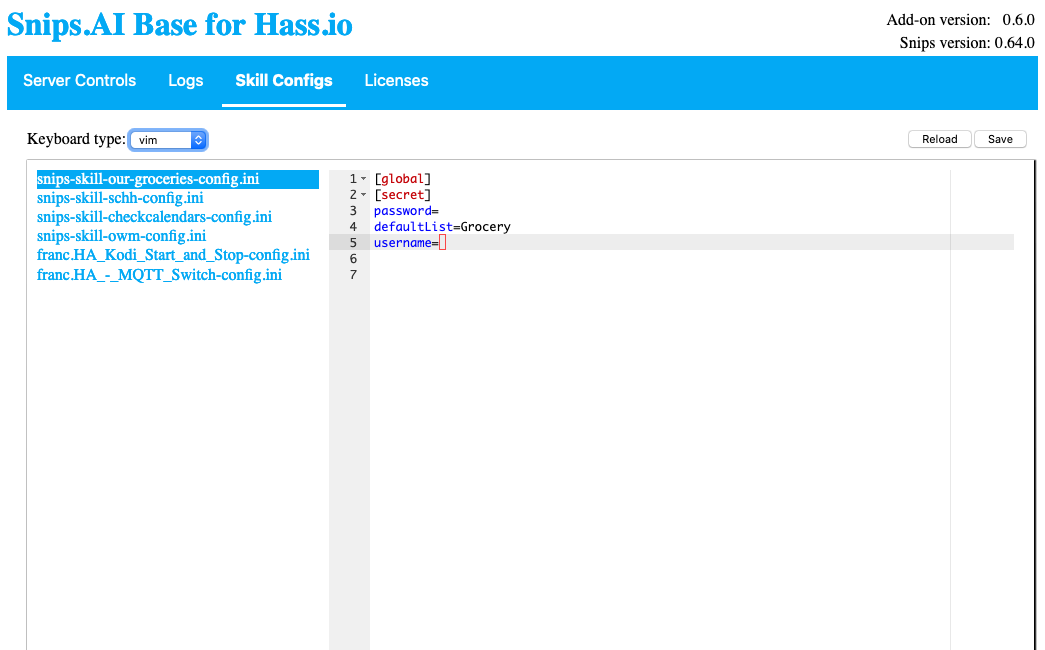 Snips.AI Base for Hass.io
Add-on version: 0.6.0
Snips version: 0.64.0
Server Controls Logs Skill Configs Licenses
Keyboard type: vim Reload Save
snips-skill-our-groceries-config.ini
snips-skill-schh-config.ini
snips-skill-checkcalendars-config.ini
snips-skill-owm-config.ini
franc.HA_Kodi_Start_and_Stop-config.ini
franc.HA_-_MQTT_Switch-config.ini
1 [global]
2 [secret]
3 password=
4 defaultList=Grocery
5 username=
6
7